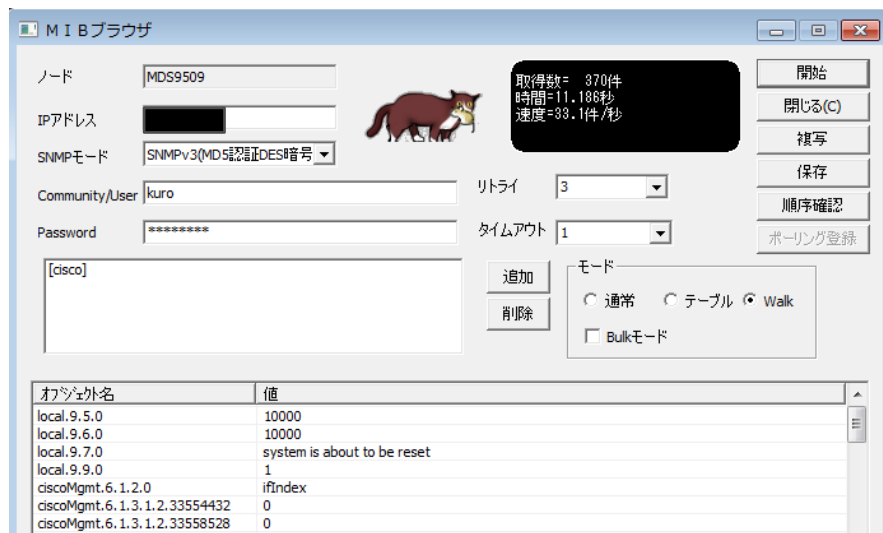 MIBブラウザ
ノード MDS9509
IPアドレス
SNMPモード SNMPv3(MD5認証DES暗号
Community/User kuro
Password ********
取得数= 370件
時間=11.186秒
速度=33.1件/秒
リトライ 3
タイムアウト 1
開始
閉じる(C)
複写
保存
順序確認
ポーリング登録
[cisco]
追加
削除
モード
通常 テーブル Walk
Bulkモード
オブジェクト名 値
local.9.5.0 10000
local.9.6.0 10000
local.9.7.0 system is about to be reset
local.9.9.0 1
ciscoMgmt.6.1.2.0 ifIndex
ciscoMgmt.6.1.3.1.2.33554432 0
ciscoMgmt.6.1.3.1.2.33558528 0